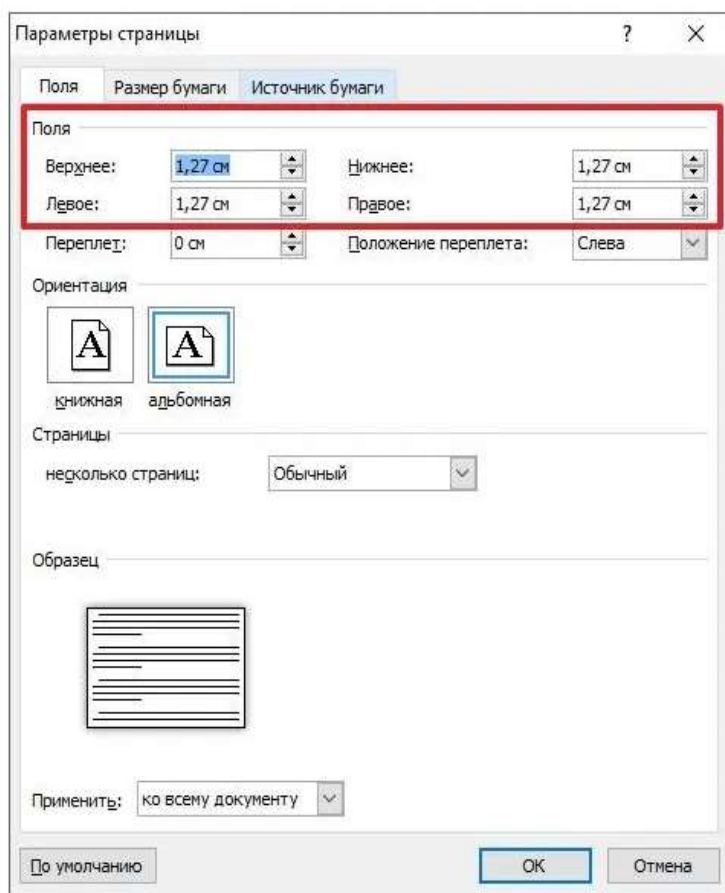 Параметры страницы ?
Поля Размер бумаги Источник бумаги
Поля
Верхнее: 1,27 см Нижнее: 1,27 см
Левое: 1,27 см Правое: 1,27 см
Переплет: 0 см Положение переплета: Слева
Ориентация
A A
книжная альбомная
Страницы
несколько страниц: Обычный
Образец
Применить: ко всему документу
По умолчанию ОК Отмена